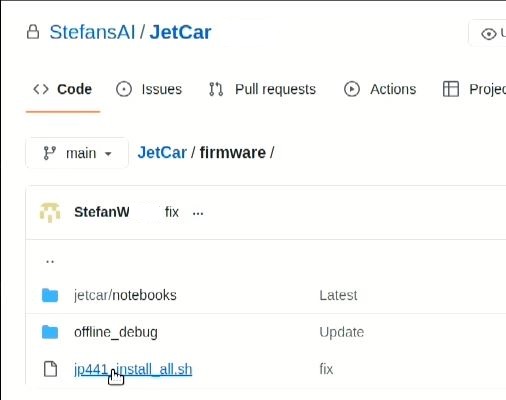 StefansAI / JetCar
U
Code Issues Pull requests Actions Projec
main JetCar / firmware /
StefanW fix ...
..
jetcar/notebooks Latest
offline_debug Update
jp441_install_all.sh fix